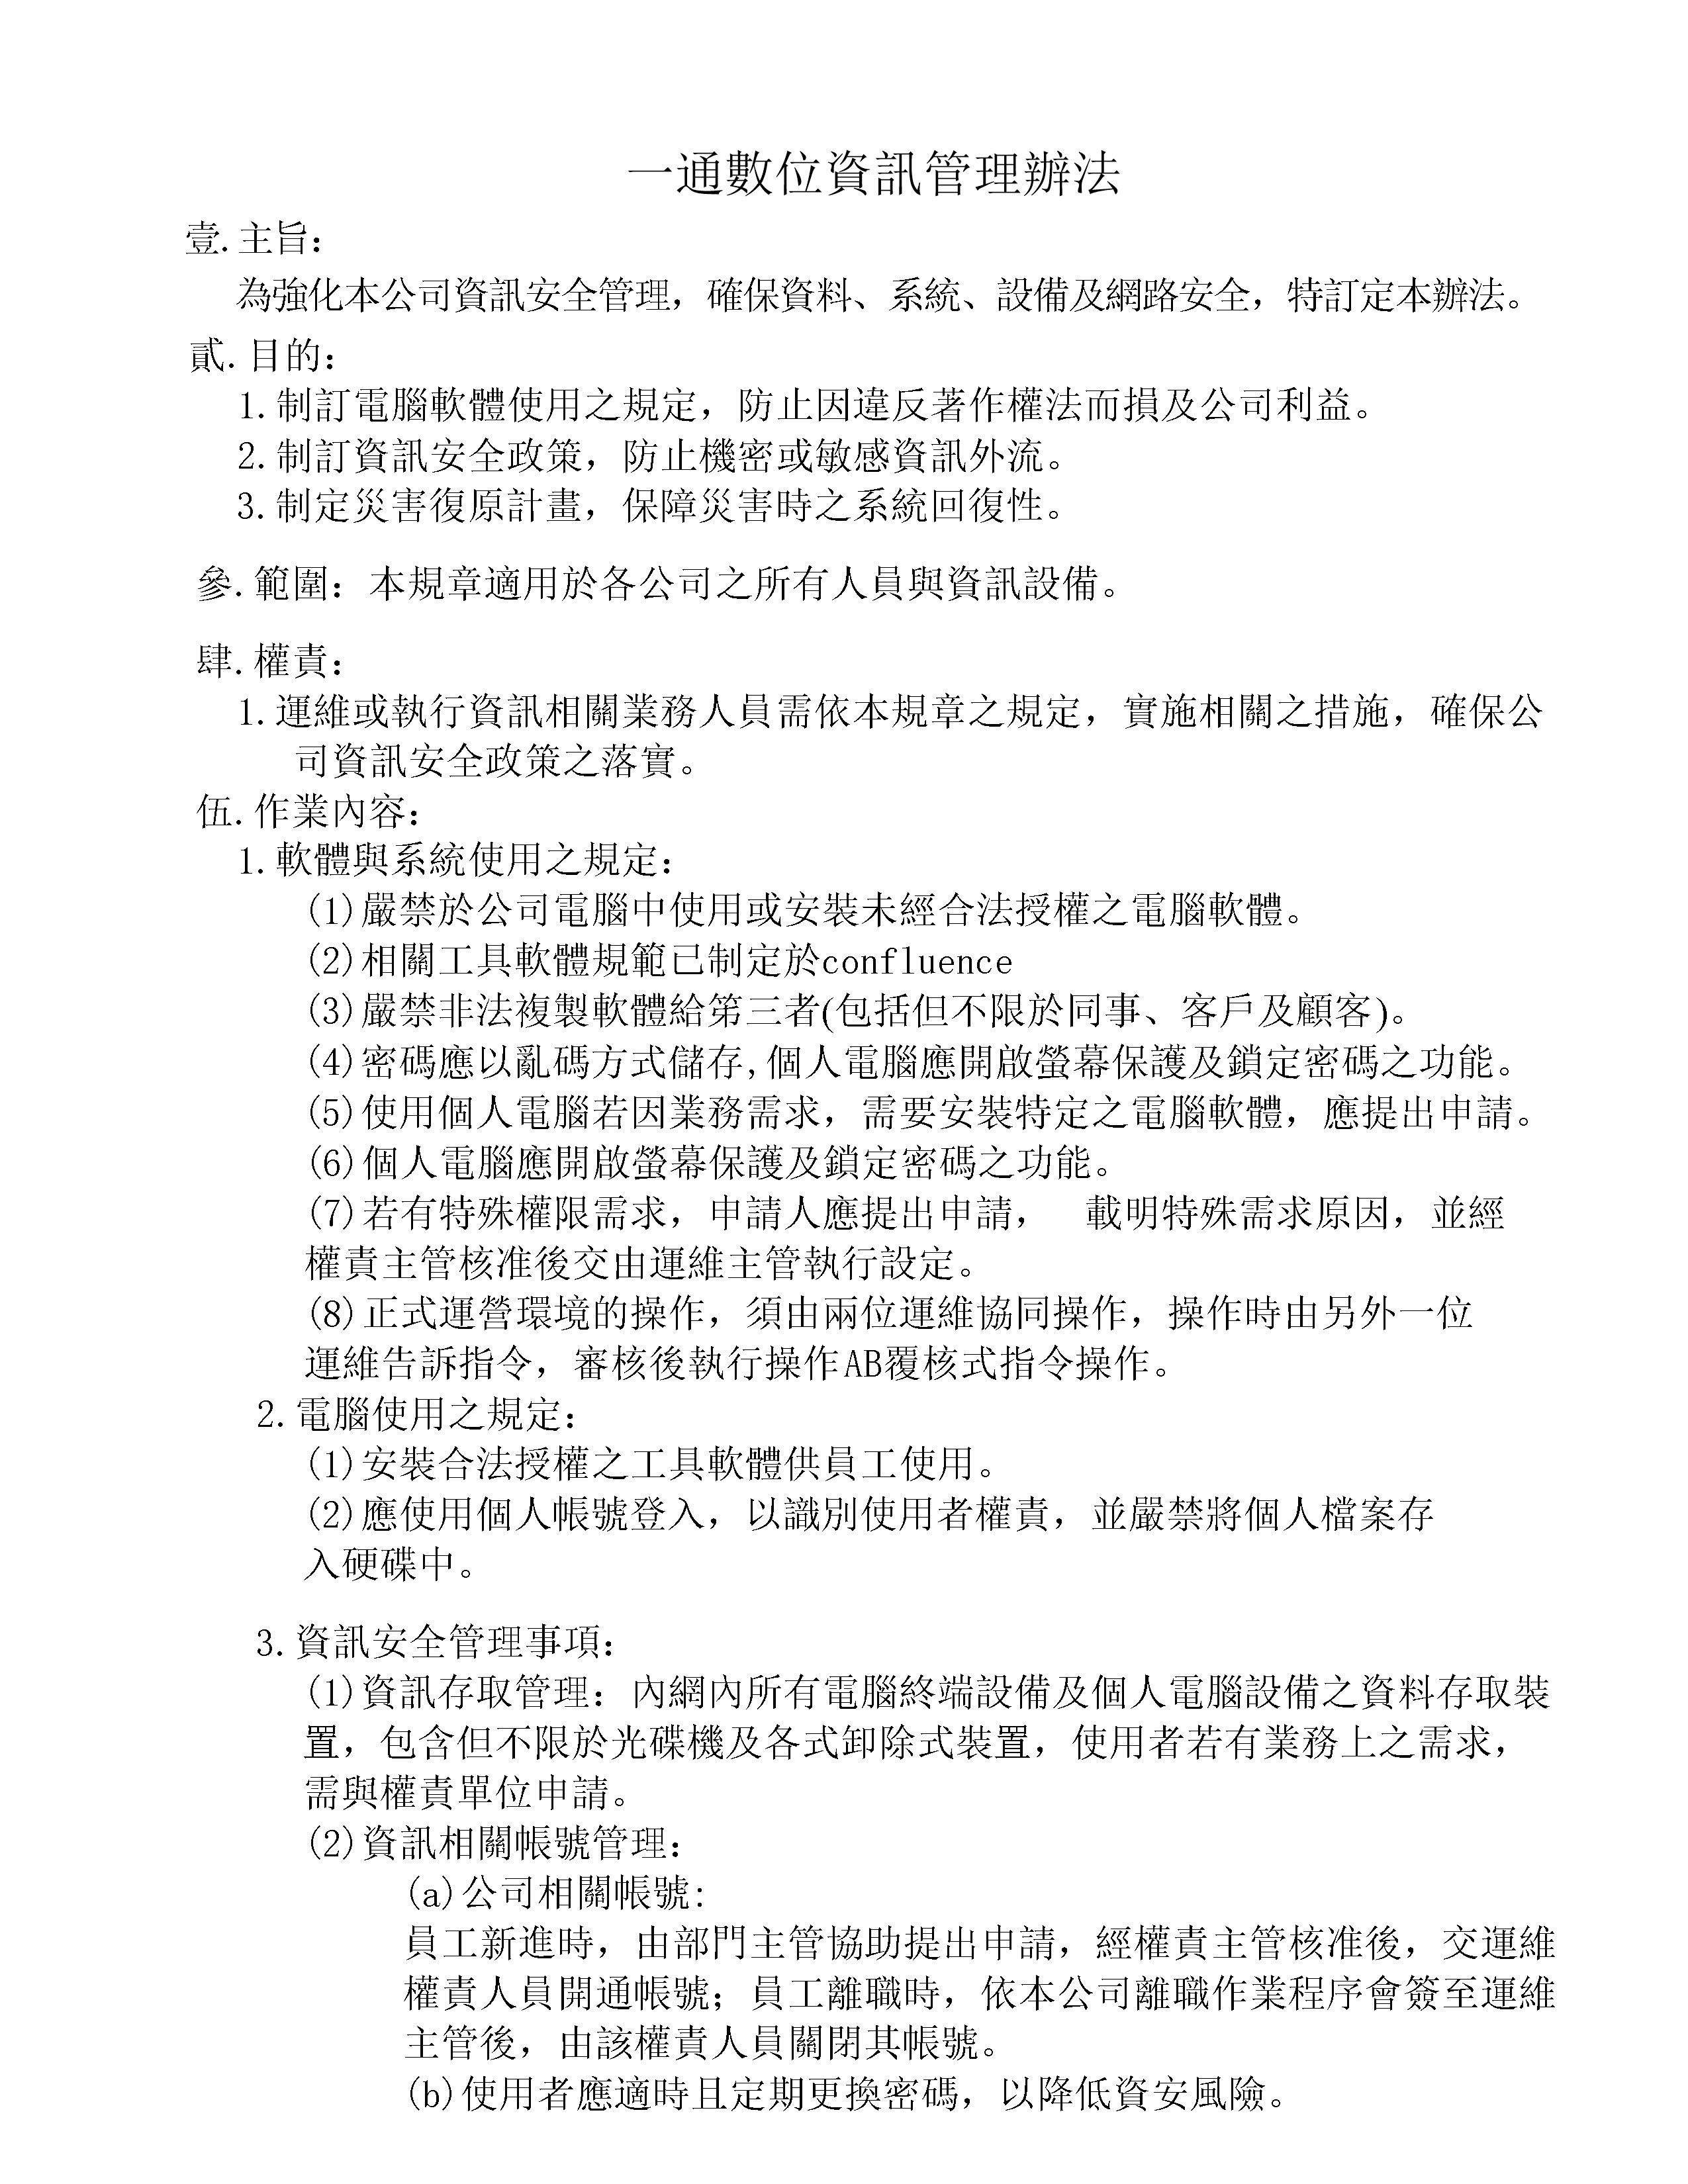 一通數位資訊管理辦法
壹.主旨：
為強化本公司資訊安全管理，確保資料、系統、設備及網路安全，特訂定本辦法。
貳.目的：
1.制訂電腦軟體使用之規定，防止因違反著作權法而損及公司利益。
2.制訂資訊安全政策，防止機密或敏感資訊外流。
3.制定災害復原計畫，保障災害時之系統回復性。
參.範圍：本規章適用於各公司之所有人員與資訊設備。
肆.權責：
1.運維或執行資訊相關業務人員需依本規章之規定，實施相關之措施，確保公
司資訊安全政策之落實。
伍.作業內容：
1.軟體與系統使用之規定：
(1)嚴禁於公司電腦中使用或安裝未經合法授權之電腦軟體。
(2)相關工具軟體規範已制定於confluence
(3)嚴禁非法複製軟體給第三者(包括但不限於同事、客戶及顧客)。
(4)密碼應以亂碼方式儲存,個人電腦應開啟螢幕保護及鎖定密碼之功能。
(5)使用個人電腦若因業務需求，需要安裝特定之電腦軟體，應提出申請。
(6)個人電腦應開啟螢幕保護及鎖定密碼之功能。
(7)若有特殊權限需求，申請人應提出申請， 載明特殊需求原因，並經
權責主管核准後交由運維主管執行設定。
(8)正式運營環境的操作，須由兩位運維協同操作，操作時由另外一位
運維告訴指令，審核後執行操作AB覆核式指令操作。
2.電腦使用之規定：
(1)安裝合法授權之工具軟體供員工使用。
(2)應使用個人帳號登入，以識別使用者權責，並嚴禁將個人檔案存
入硬碟中。
3.資訊安全管理事項：
(1)資訊存取管理：內網內所有電腦終端設備及個人電腦設備之資料存取裝
置，包含但不限於光碟機及各式卸除式裝置，使用者若有業務上之需求，
需與權責單位申請。
(2)資訊相關帳號管理：
(a)公司相關帳號:
員工新進時，由部門主管協助提出申請，經權責主管核准後，交運維
權責人員開通帳號；員工離職時，依本公司離職作業程序會簽至運維
主管後，由該權責人員關閉其帳號。
(b)使用者應適時且定期更換密碼，以降低資安風險。